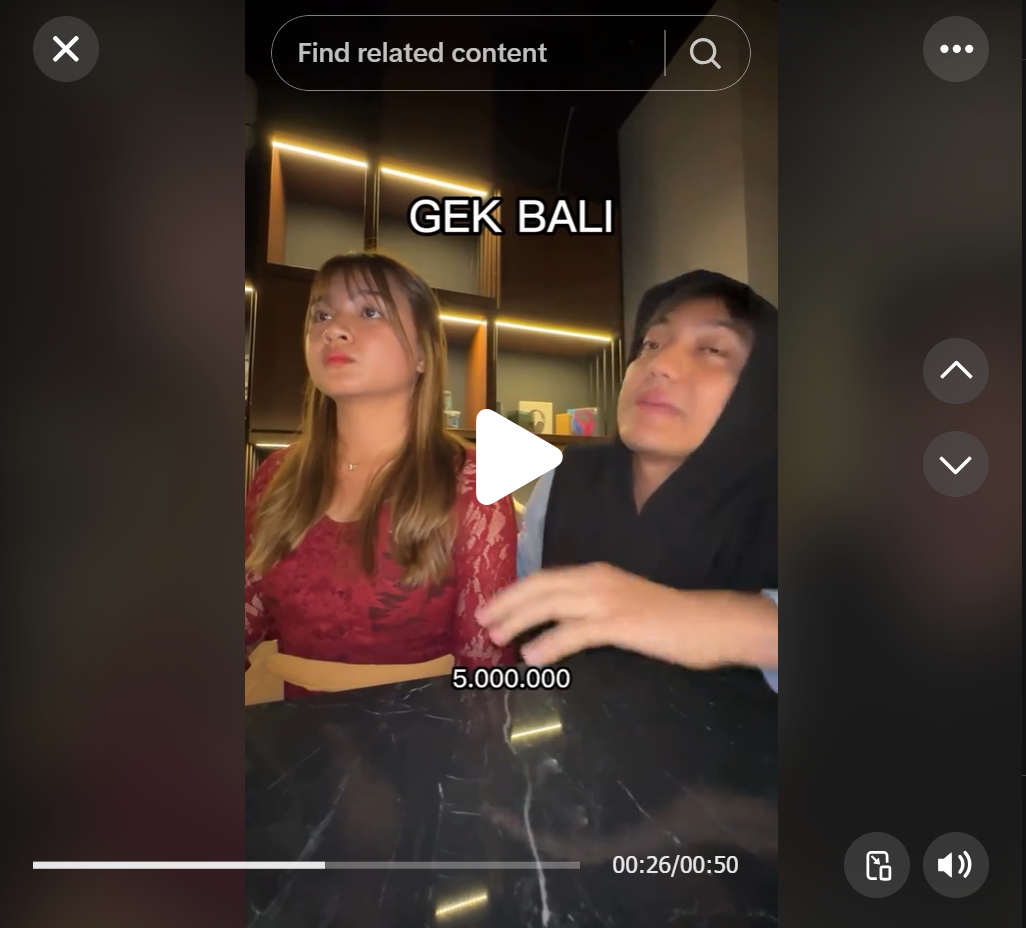 Find related content
GEK BALI
5.000.000
00:26/00:50